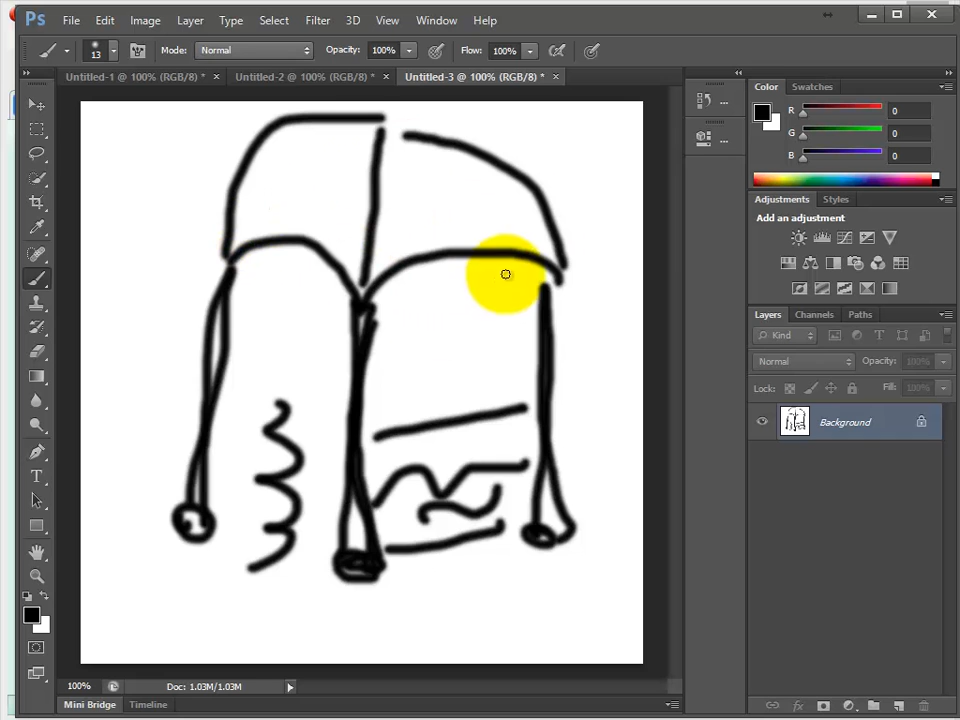 Ps File Edit Image Layer Type Select Filter 3D View Window Help
13 Mode: Normal Opacity: 100% Flow: 100%
Untitled-1 @ 100% (RGB/8) * × Untitled-2 @ 100% (RGB/8) * × Untitled-3 @ 100% (RGB/8) * ×
Color Swatches
R 0
G 0
B 0
Adjustments Styles
Add an adjustment
Layers Channels Paths
Kind
Normal Opacity: 100%
Lock: Fill: 100%
Background
100% Doc: 1.03M/1.03M
Mini Bridge Timeline